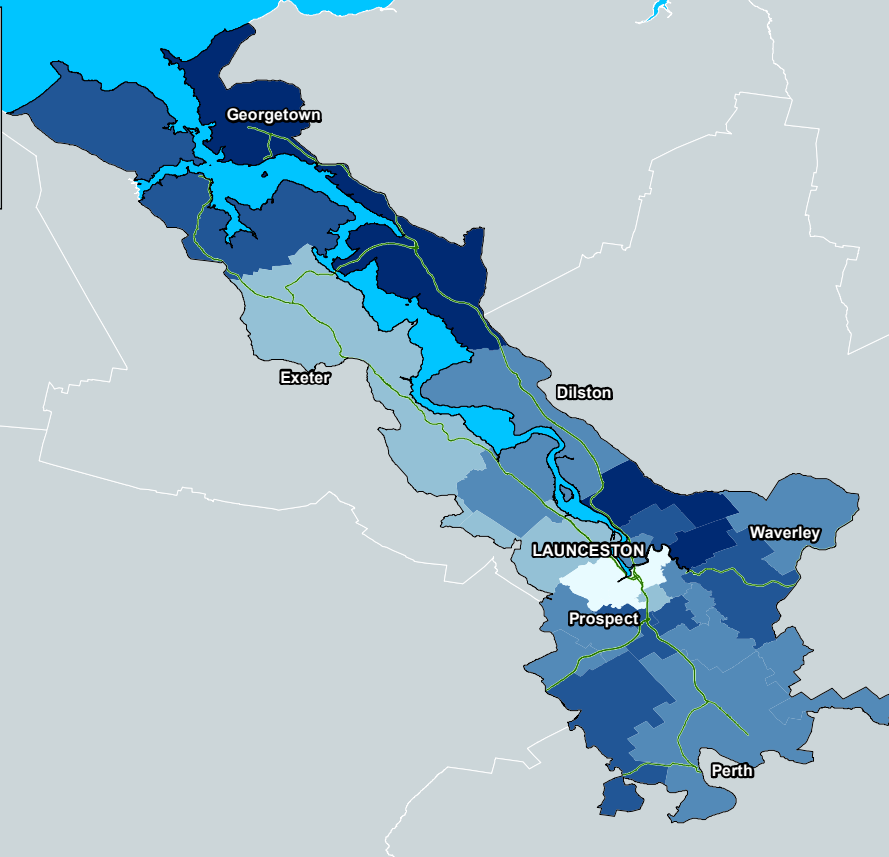 Georgetown
Exeter
Dilston
Waverley
LAUNCESTON
Prospect
Perth